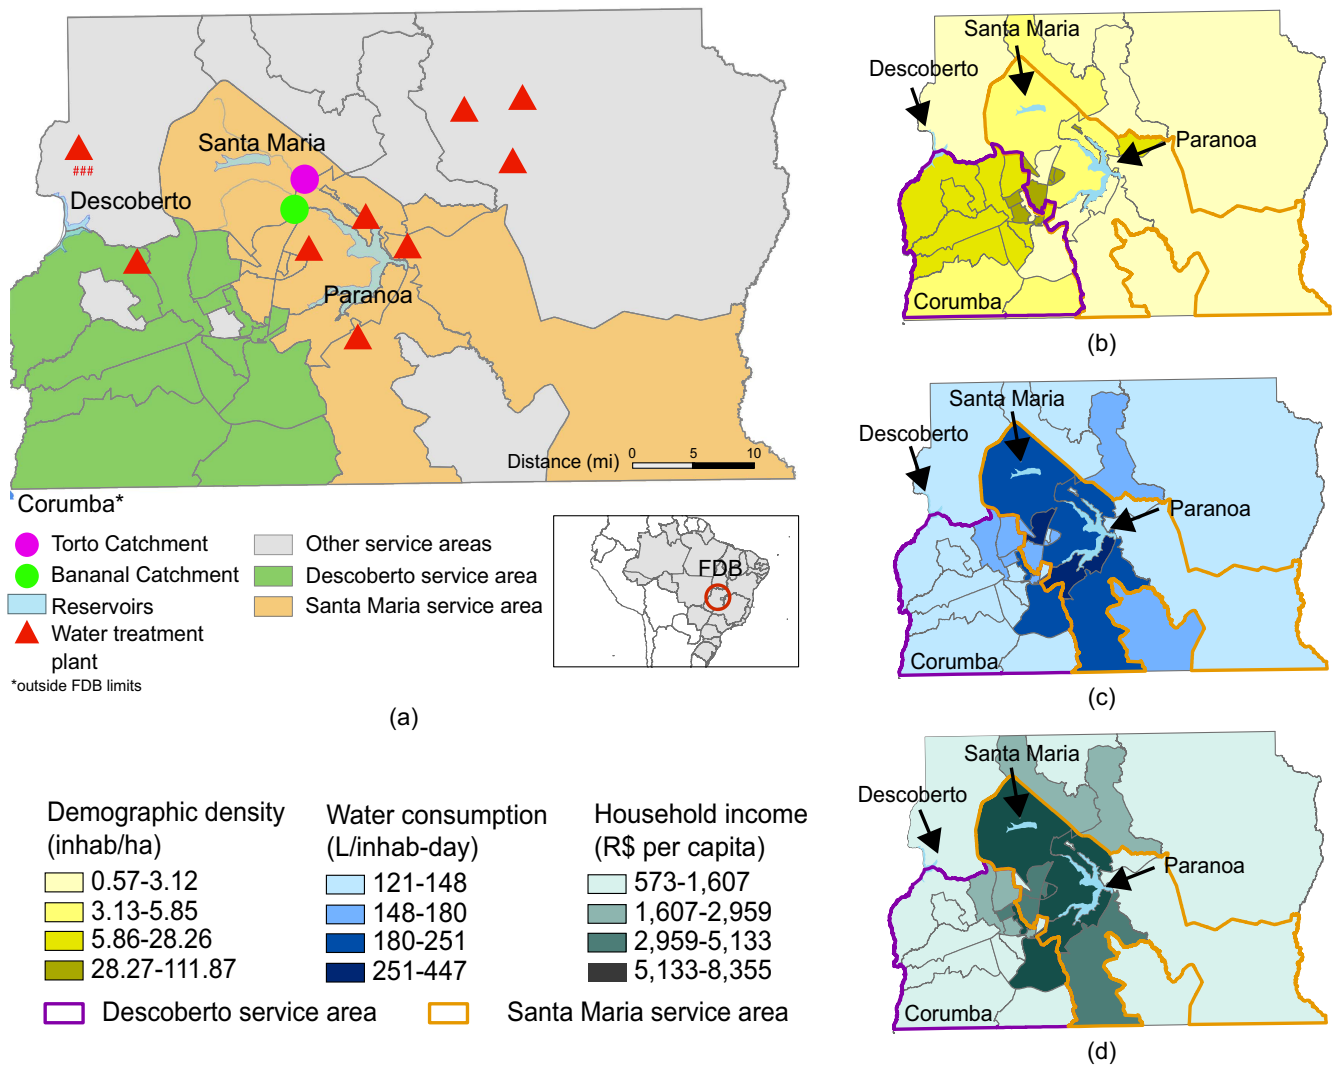 Santa Maria
###
Descoberto
Paranoa
Distance (mi)
0
5
10
Corumba*
Torto Catchment
Bananal Catchment
Reservoirs
Water treatment
plant
*outside FDB limits
Other service areas
Descoberto service area
Santa Maria service area
FDB
(a)
Santa Maria
Descoberto
Paranoa
Corumba
(b)
Santa Maria
Descoberto
Paranoa
Corumba
(c)
Santa Maria
Descoberto
Paranoa
Corumba
(d)
Demographic density
(inhab/ha)
0.57-3.12
3.13-5.85
5.86-28.26
28.27-111.87
Water consumption
(L/inhab-day)
121-148
148-180
180-251
251-447
Household income
(R$ per capita)
573-1,607
1,607-2,959
2,959-5,133
5,133-8,355
Descoberto service area
Santa Maria service area